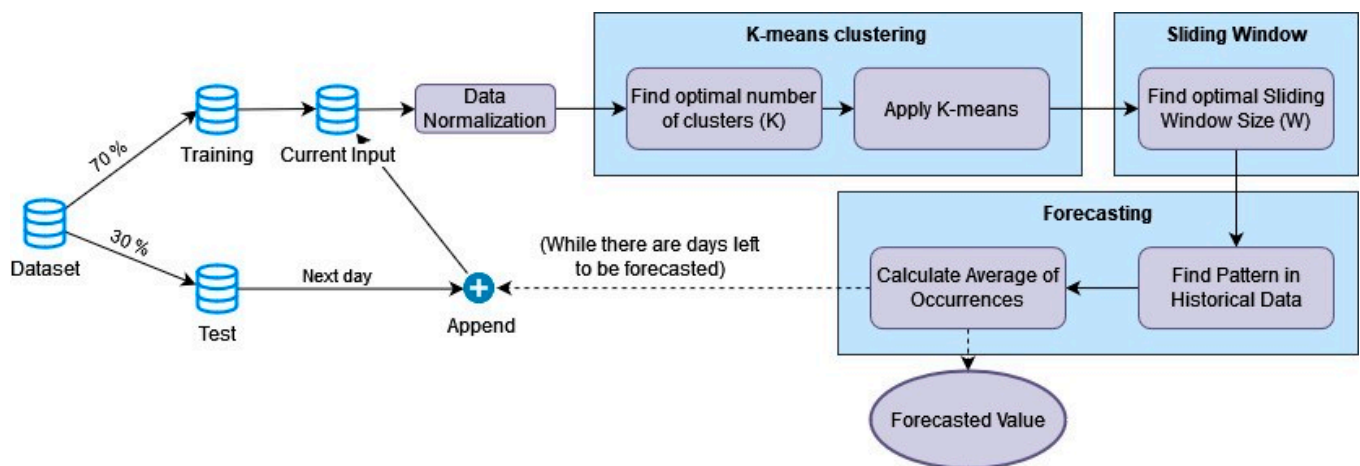 K-means clustering
Sliding Window
Data
Normalization
Find optimal number
of clusters (K)
Apply K-means
Find optimal Sliding
Window Size (W)
70 %
Training
Current Input
Forecasting
30 %
Dataset
(While there are days left
to be forecasted)
Calculate Average of
Occurrences
Find Pattern in
Historical Data
Next day
Test
Append
Forecasted Value